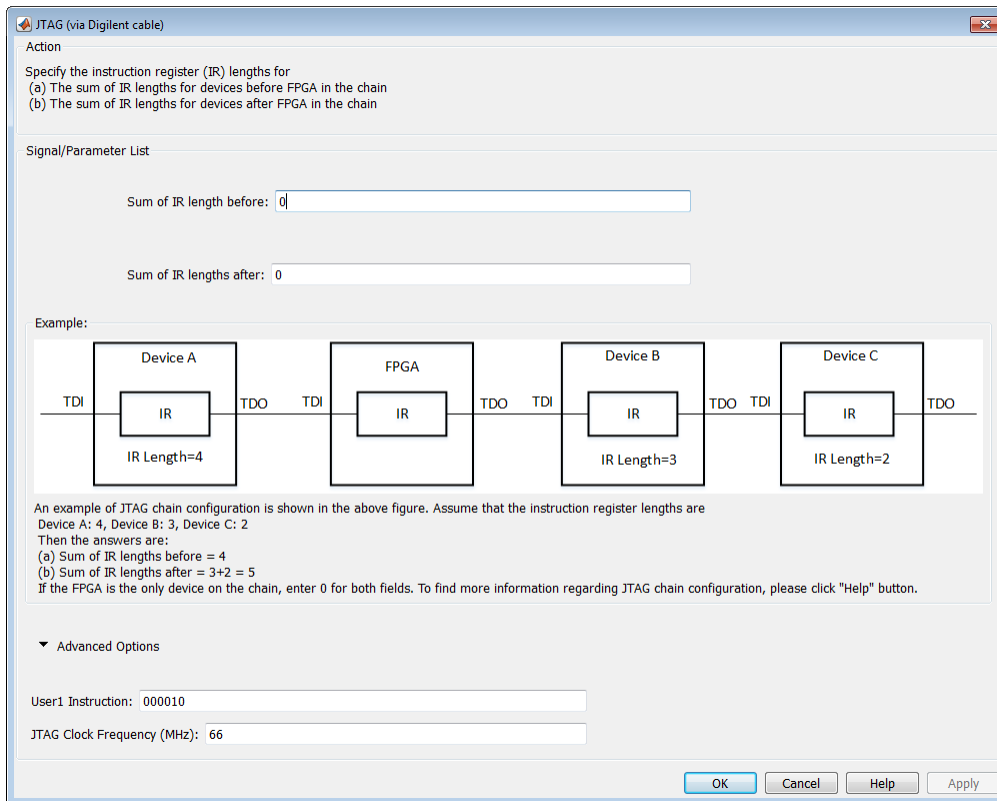 JTAG (via Digilent cable)
Action
Specify the instruction register (IR) lengths for
(a) The sum of IR lengths for devices before FPGA in the chain
(b) The sum of IR lengths for devices after FPGA in the chain
Signal/Parameter List
Sum of IR length before: 0
Sum of IR lengths after: 0
Example:
Device A FPGA Device B Device C
TDI IR TDO TDI IR TDO TDI IR TDO TDI IR TDO
IR Length=4 IR Length=3 IR Length=2
An example of JTAG chain configuration is shown in the above figure. Assume that the instruction register lengths are
Device A: 4, Device B: 3, Device C: 2
Then the answers are:
(a) Sum of IR lengths before = 4
(b) Sum of IR lengths after = 3+2 = 5
If the FPGA is the only device on the chain, enter 0 for both fields. To find more information regarding JTAG chain configuration, please click "Help" button.
Advanced Options
User1 Instruction: 000010
JTAG Clock Frequency (MHz): 66
OK Cancel Help Apply